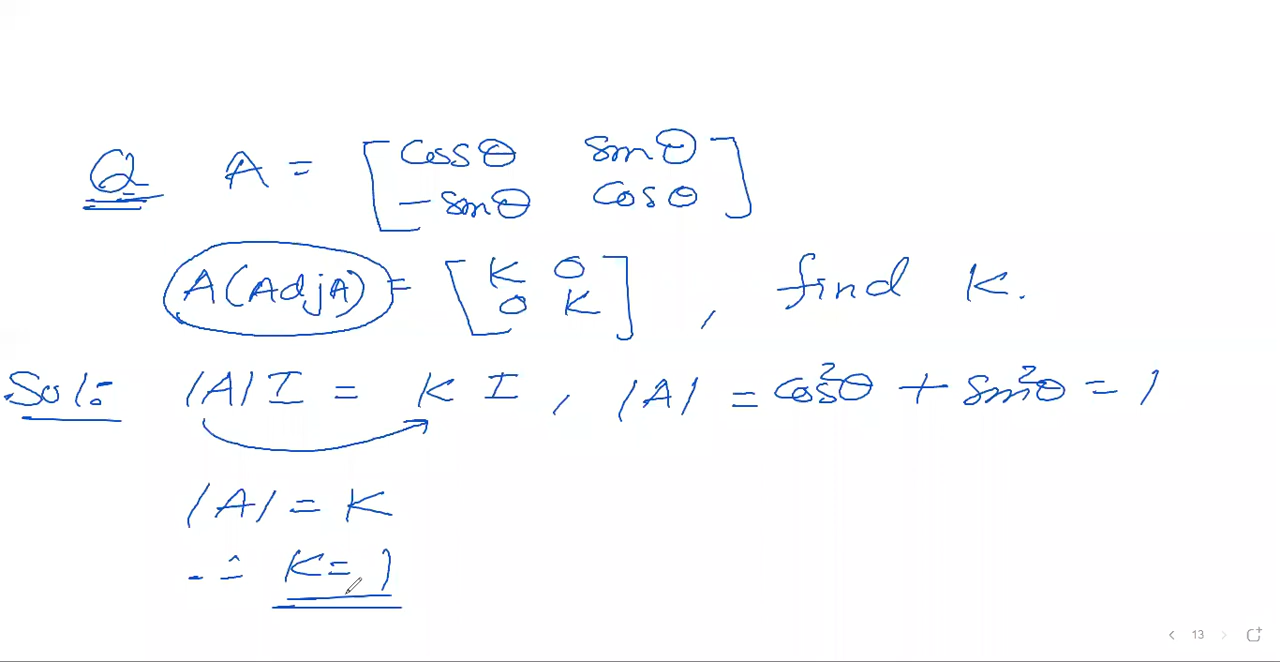 Q A = [ cosθ sinθ
-sinθ cosθ ]
A(AdjA) = [ K 0
0 K ] , find K.
Sol: |A| I = K I , |A| = cos²θ + sin²θ = 1
|A| = K
∴ K = 1
13